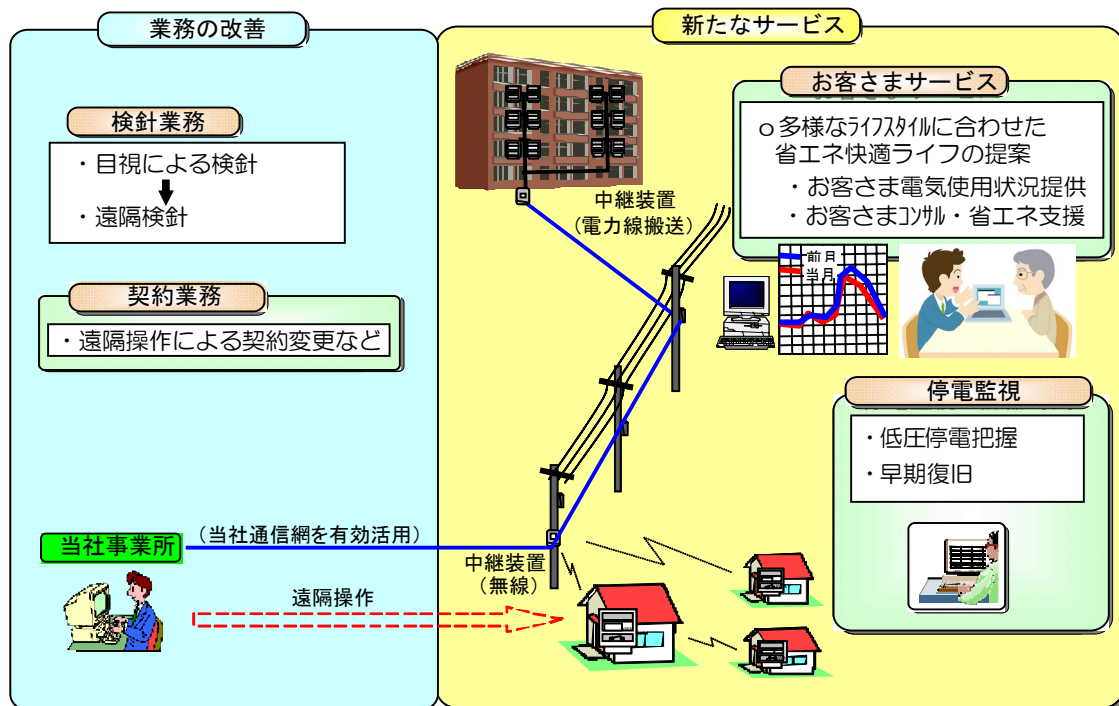 業務の改善
検針業務
・目視による検針
・遠隔検針
契約業務
・遠隔操作による契約変更など
当社事業所
(当社通信網を有効活用)
遠隔操作
新たなサービス
中継装置
(電力線搬送)
中継装置
(無線)
お客さまサービス
o多様なﾗｲﾌｽﾀｲﾙに合わせた
省エネ快適ライフの提案
・お客さま電気使用状況提供
・お客さまｺﾝｻﾙ・省エネ支援
前月
当月
停電監視
・低圧停電把握
・早期復旧